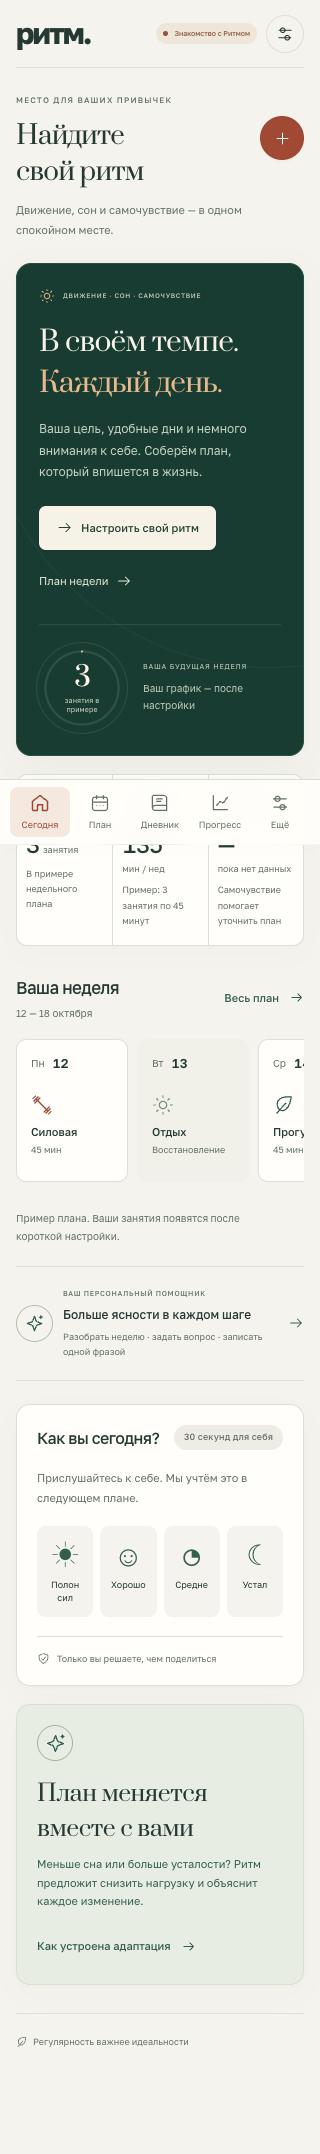 ритм.
Знакомство с Ритмом
МЕСТО ДЛЯ ВАШИХ ПРИВЫЧЕК
Найдите
свой ритм
Движение, сон и самочувствие — в одном
спокойном месте.
ДВИЖЕНИЕ · СОН · САМОЧУВСТВИЕ
В своём темпе.
Каждый день.
Ваша цель, удобные дни и немного
внимания к себе. Соберём план,
который впишется в жизнь.
Настроить свой ритм
План недели
3
занятия в
примере
ВАША БУДУЩАЯ НЕДЕЛЯ
Ваш график — после
настройки
Сегодня
План
Дневник
Прогресс
Ещё
3 занятия
В примере
недельного
плана
135
мин / нед
Пример: 3
занятия по 45
минут
—
пока нет данных
Самочувствие
помогает
уточнить план
Ваша неделя
12 — 18 октября
Весь план
Пн 12
Силовая
45 мин
Вт 13
Отдых
Восстановление
Ср
45 мин
Пример плана. Ваши занятия появятся после
короткой настройки.
ВАШ ПЕРСОНАЛЬНЫЙ ПОМОЩНИК
Больше ясности в каждом шаге
Разобрать неделю · задать вопрос · записать
одной фразой
Как вы сегодня?
30 секунд для себя
Прислушайтесь к себе. Мы учтём это в
следующем плане.
Полон
сил
Хорошо
Средне
Устал
Только вы решаете, чем поделиться
План меняется
вместе с вами
Меньше сна или больше усталости? Ритм
предложит снизить нагрузку и объяснит
каждое изменение.
Как устроена адаптация
Регулярность важнее идеальности